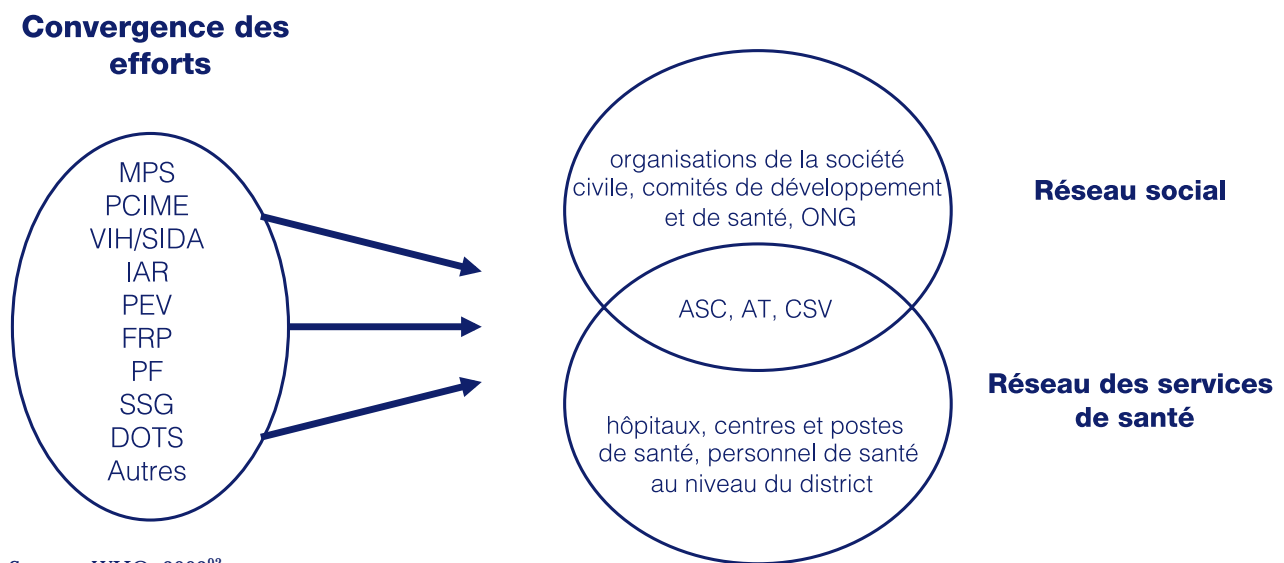 Convergence des
efforts
MPS
PCIME
VIH/SIDA
IAR
PEV
FRP
PF
SSG
DOTS
Autres
organisations de la société
civile, comités de développement
et de santé, ONG
Réseau social
ASC, AT, CSV
Réseau des services
de santé
hôpitaux, centres et postes
de santé, personnel de santé
au niveau du district